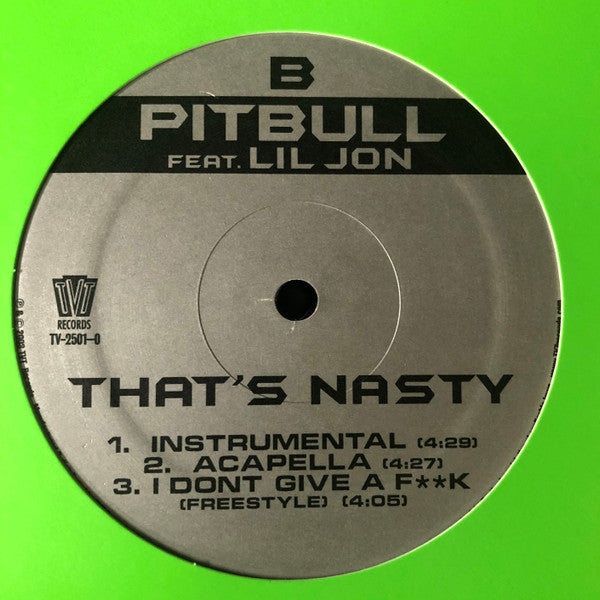 B
PITBULL
FEAT. LIL JON
TVT
RECORDS
TV-2501-0
THAT'S NASTY
1. INSTRUMENTAL (4:29)
2. ACAPELLA (4:27)
3. I DONT GIVE A F**K
(FREESTYLE) (4:05)